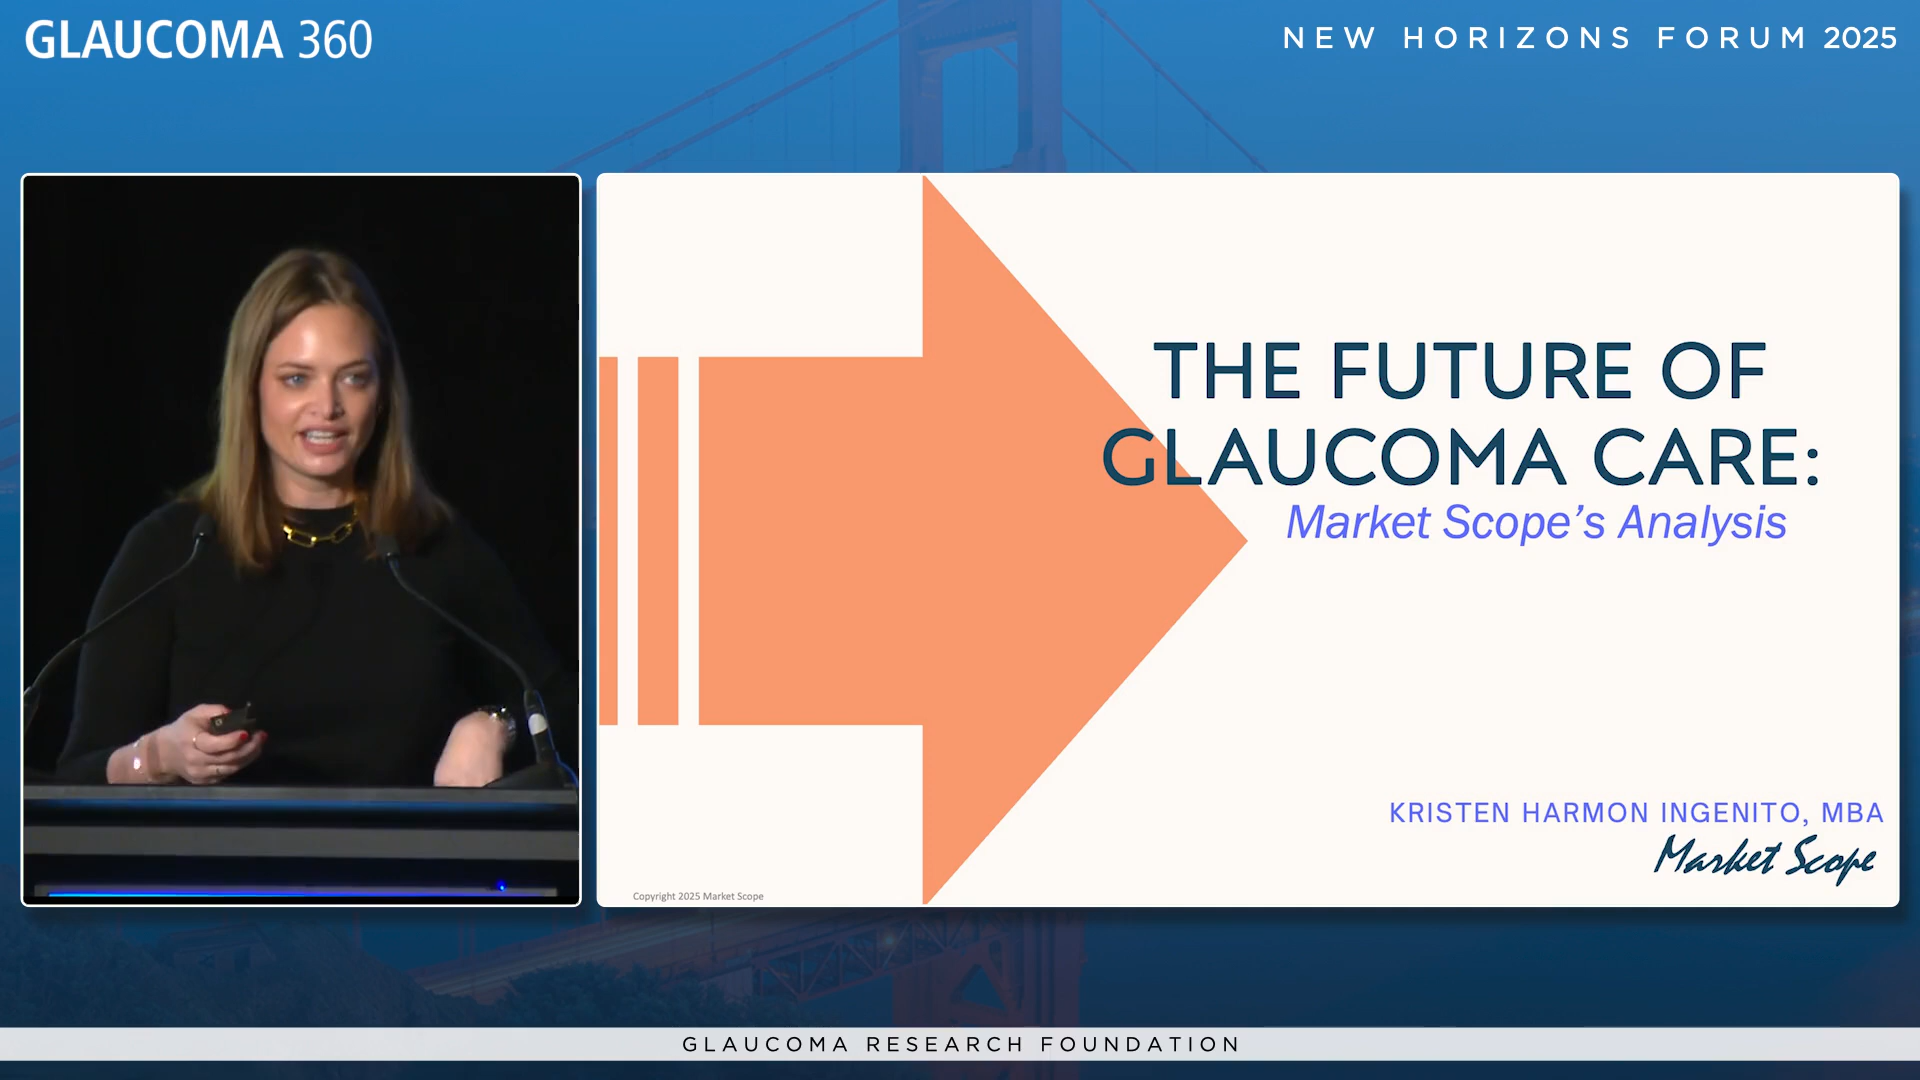 GLAUCOMA 360
NEW HORIZONS FORUM 2025
THE FUTURE OF
GLAUCOMA CARE:
Market Scope’s Analysis
KRISTEN HARMON INGENITO, MBA
Market Scope
Copyright 2025 Market Scope
GLAUCOMA RESEARCH FOUNDATION